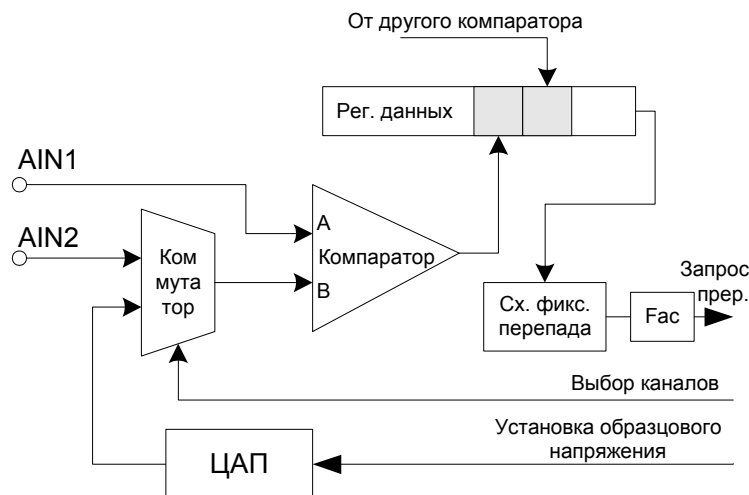 От другого компаратора
Рег. данных
AIN1
AIN2
А
Компаратор
В
Ком
мута
тор
Сх. фикс.
перепада
Fac
Запрос
прер.
Выбор каналов
Установка образцового
напряжения
ЦАП